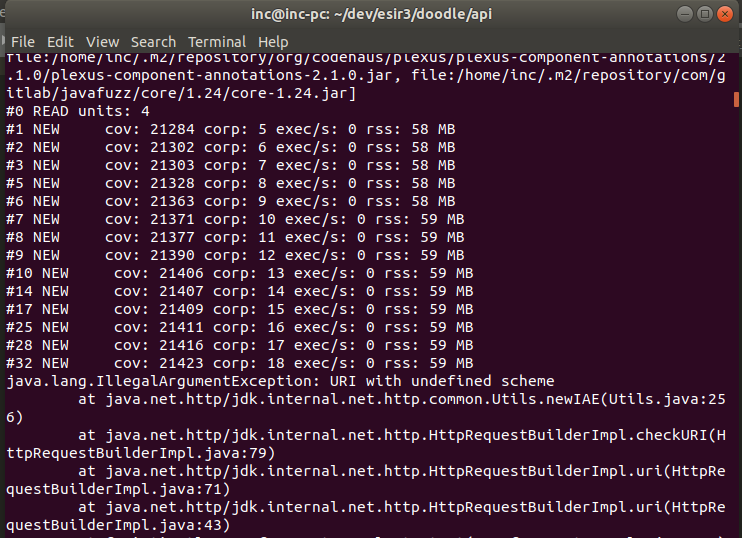 inc@inc-pc: ~/dev/esir3/doodle/api
File Edit View Search Terminal Help
file:/home/inc/.m2/repository/org/codehaus/plexus/plexus-component-annotations/2
.1.0/plexus-component-annotations-2.1.0.jar, file:/home/inc/.m2/repository/com/g
itlab/javafuzz/core/1.24/core-1.24.jar]
#0 READ units: 4
#1 NEW     cov: 21284 corp: 5 exec/s: 0 rss: 58 MB
#2 NEW     cov: 21302 corp: 6 exec/s: 0 rss: 58 MB
#3 NEW     cov: 21303 corp: 7 exec/s: 0 rss: 58 MB
#5 NEW     cov: 21328 corp: 8 exec/s: 0 rss: 58 MB
#6 NEW     cov: 21363 corp: 9 exec/s: 0 rss: 58 MB
#7 NEW     cov: 21371 corp: 10 exec/s: 0 rss: 59 MB
#8 NEW     cov: 21377 corp: 11 exec/s: 0 rss: 59 MB
#9 NEW     cov: 21390 corp: 12 exec/s: 0 rss: 59 MB
#10 NEW     cov: 21406 corp: 13 exec/s: 0 rss: 59 MB
#14 NEW     cov: 21407 corp: 14 exec/s: 0 rss: 59 MB
#17 NEW     cov: 21409 corp: 15 exec/s: 0 rss: 59 MB
#25 NEW     cov: 21411 corp: 16 exec/s: 0 rss: 59 MB
#28 NEW     cov: 21416 corp: 17 exec/s: 0 rss: 59 MB
#32 NEW     cov: 21423 corp: 18 exec/s: 0 rss: 59 MB
java.lang.IllegalArgumentException: URI with undefined scheme
        at java.net.http/jdk.internal.net.http.common.Utils.newIAE(Utils.java:25
6)
        at java.net.http/jdk.internal.net.http.HttpRequestBuilderImpl.checkURI(H
ttpRequestBuilderImpl.java:79)
        at java.net.http/jdk.internal.net.http.HttpRequestBuilderImpl.uri(HttpRe
questBuilderImpl.java:71)
        at java.net.http/jdk.internal.net.http.HttpRequestBuilderImpl.uri(HttpRe
questBuilderImpl.java:43)